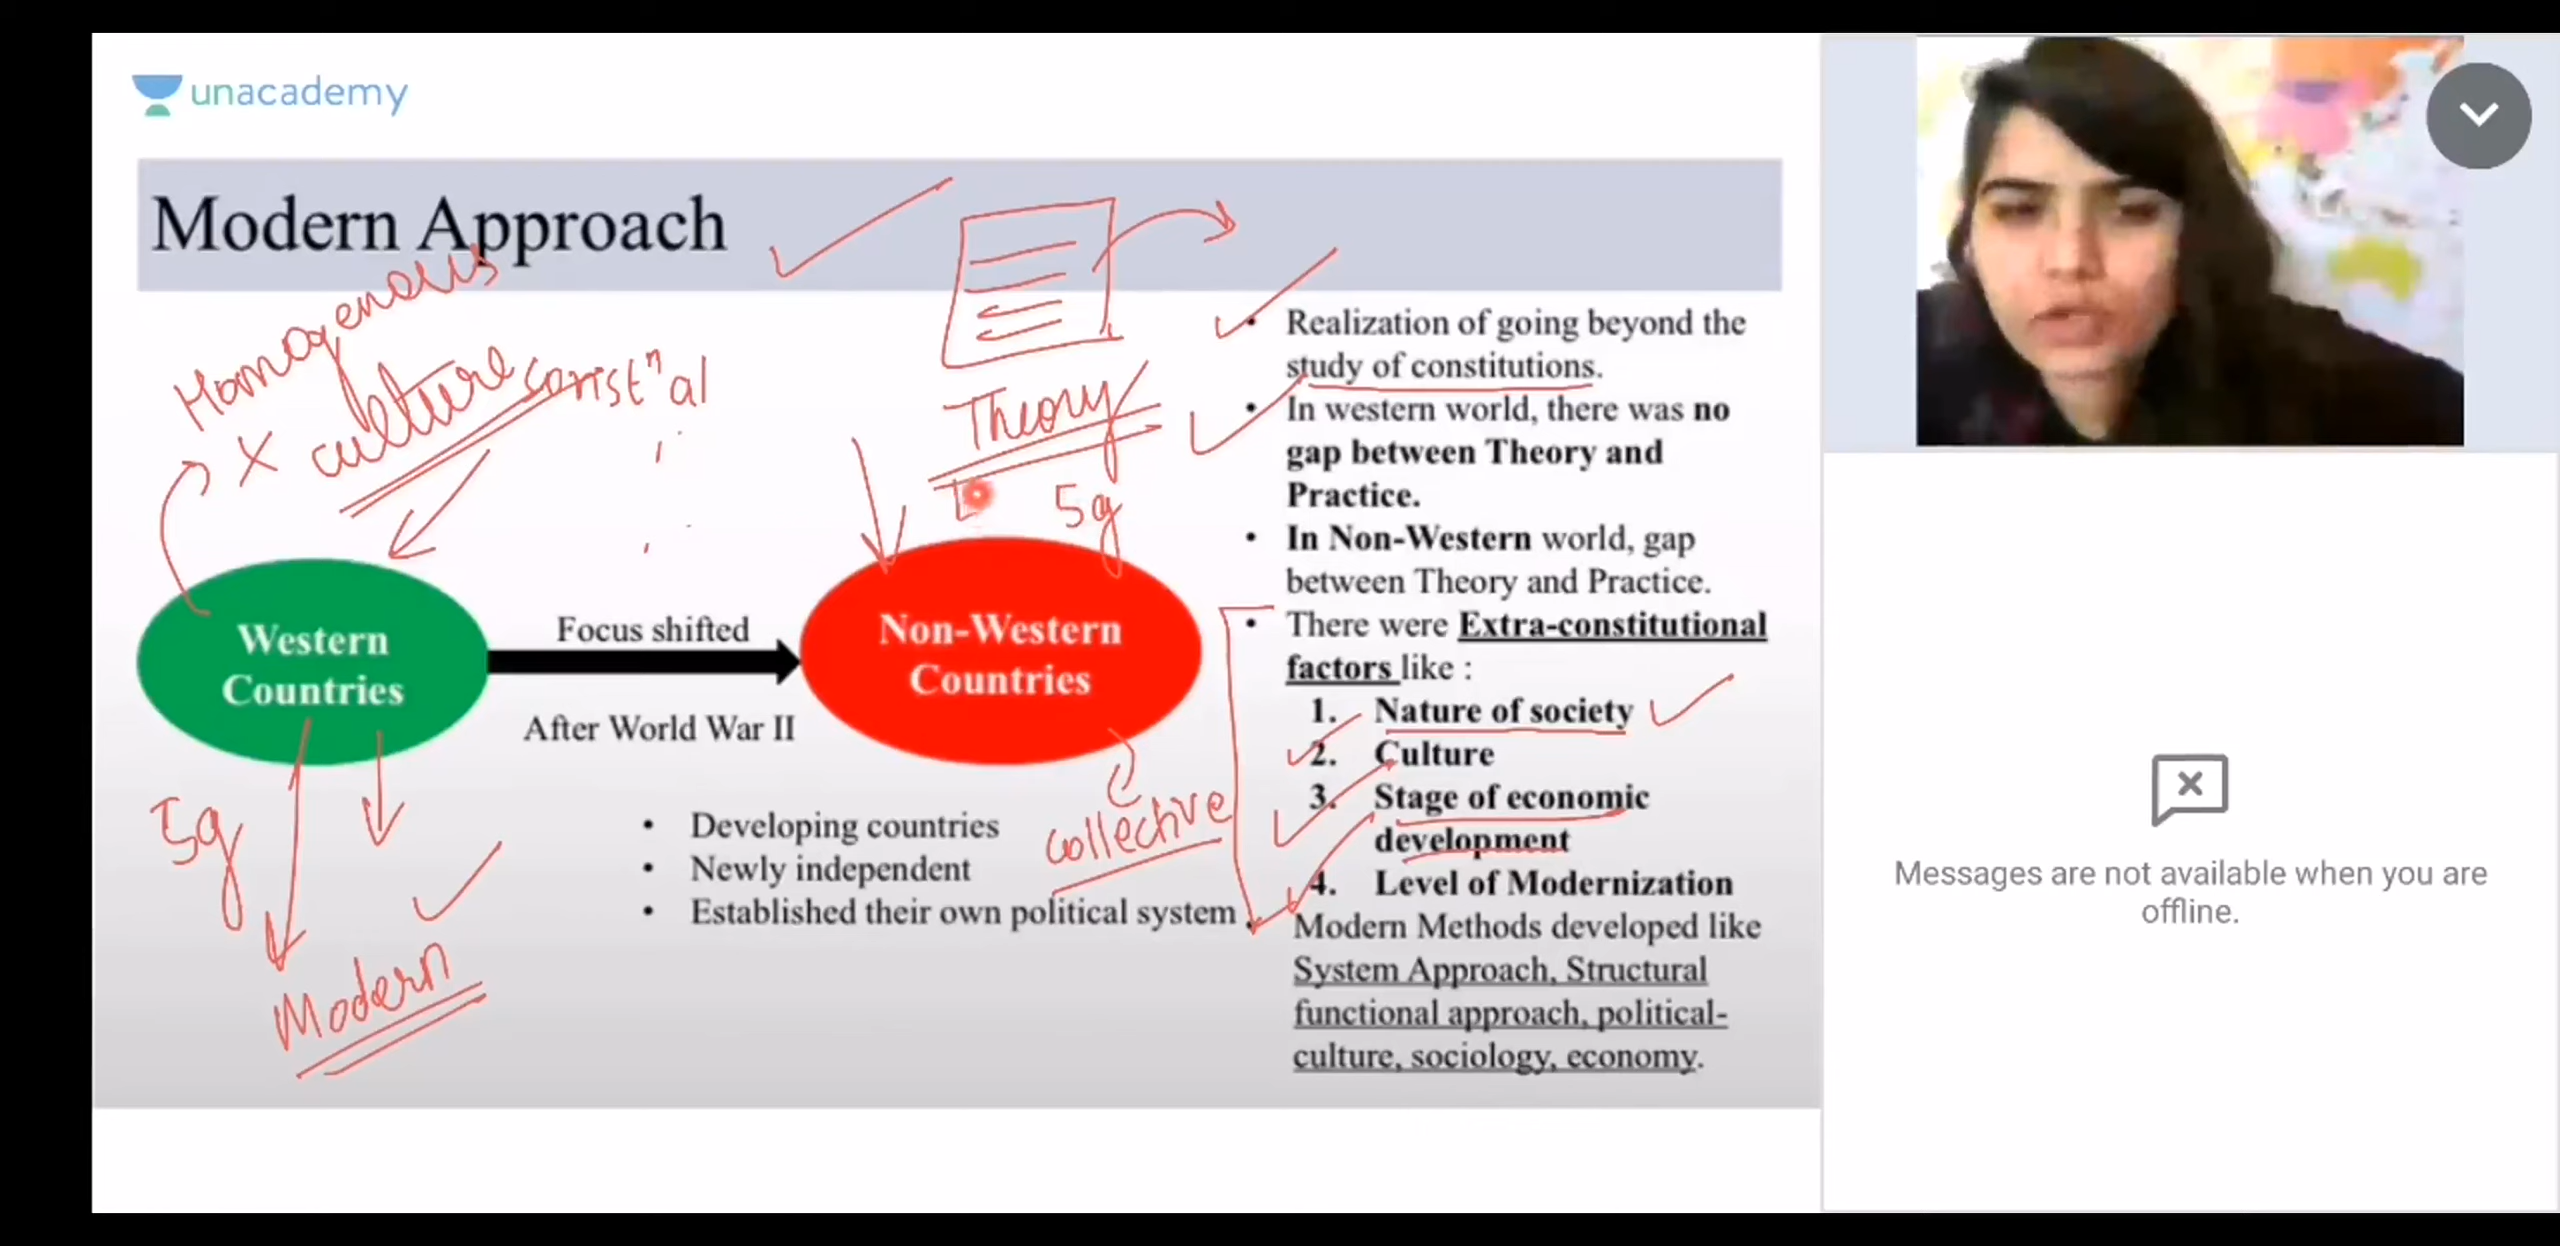 unacademy
Modern Approach
Homogenous
X culture
const" al
Theory
5g
Western
Countries
Focus shifted
After World War II
Non-Western
Countries
5g
Modern
collective
• Developing countries
• Newly independent
• Established their own political system
• Realization of going beyond the
study of constitutions.
• In western world, there was no
gap between Theory and
Practice.
• In Non-Western world, gap
between Theory and Practice.
• There were Extra-constitutional
factors like :
1. Nature of society
2. Culture
3. Stage of economic
development
4. Level of Modernization
• Modern Methods developed like
System Approach, Structural
functional approach, political-
culture, sociology, economy.
Messages are not available when you are
offline.